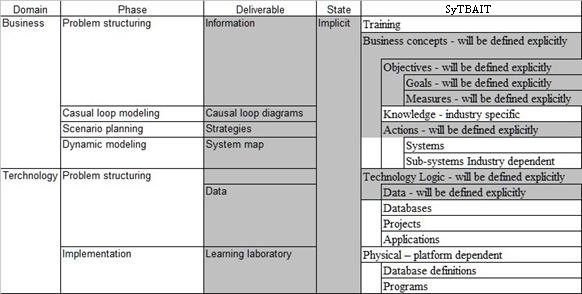 Domain Phase Deliverable State SyTBAIT
Business Problem structuring Information Implicit Training
Business concepts - will be defined explicitly
Objectives - will be defined explicitly
Goals - will be defined explicitly
Measures - will be defined explicitly
Casual loop modeling Causal loop diagrams Knowledge - industry specific
Scenario planning Strategies Actions - will be defined explicitly
Dynamic modeling System map Systems
Sub-systems Industry dependent
Terchnology Problem structuring Technology Logic - will be defined explicitly
Data Data - will be defined explicitly
Databases
Projects
Applications
Implementation Learning laboratory Physical – platform dependent
Database definitions
Programs